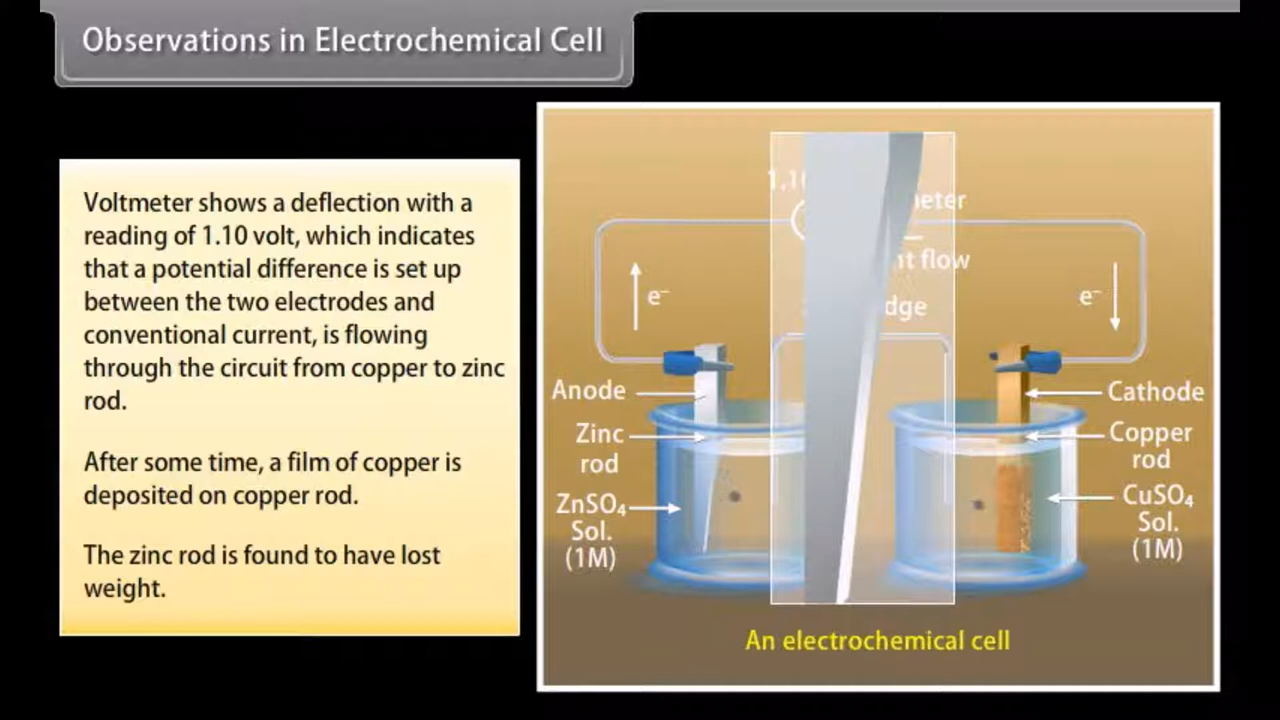 Observations in Electrochemical Cell
Voltmeter shows a deflection with a
reading of 1.10 volt, which indicates
that a potential difference is set up
between the two electrodes and
conventional current, is flowing
through the circuit from copper to zinc
rod.
After some time, a film of copper is
deposited on copper rod.
The zinc rod is found to have lost
weight.
e⁻
e⁻
Anode
Cathode
Zinc
rod
Copper
rod
ZnSO₄
Sol.
(1M)
CuSO₄
Sol.
(1M)
An electrochemical cell